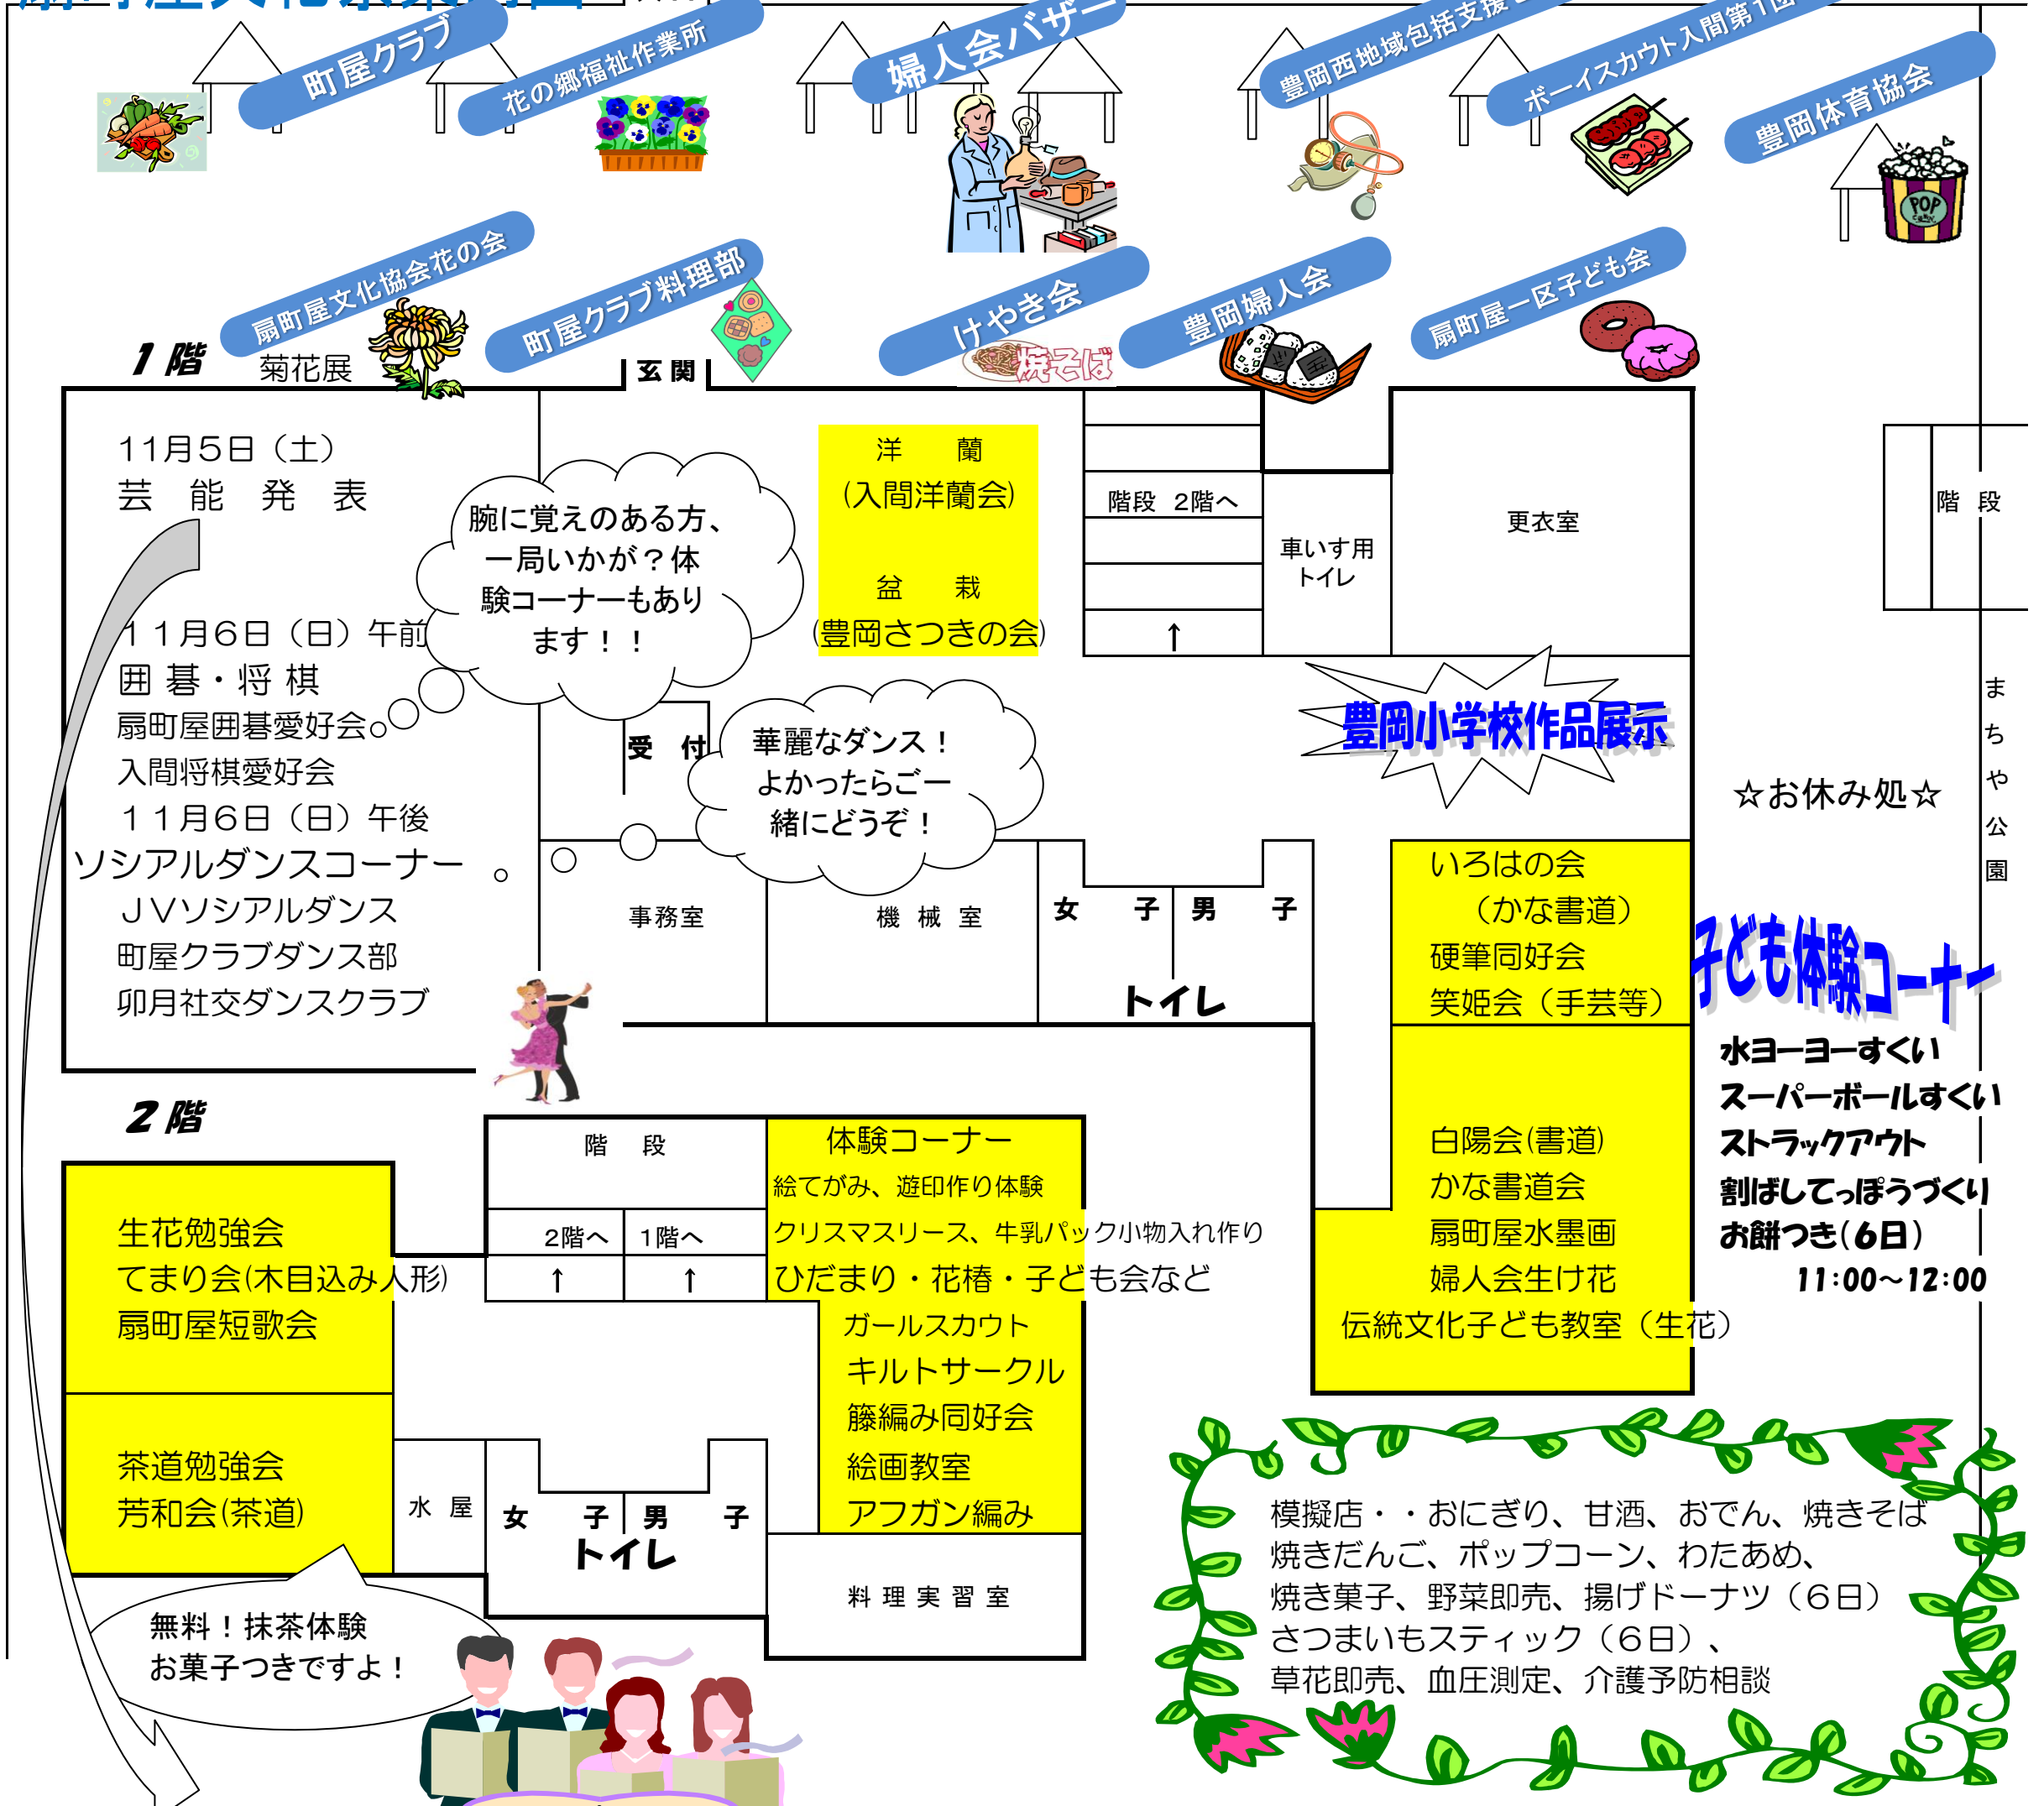 町屋クラブ
花の郷福祉作業所
婦人会バザー
豊岡西地域包括支援
ボーイスカウト入間第1団
豊岡体育協会
POP
扇町屋文化協会花の会
町屋クラブ料理部
けやき会
豊岡婦人会
扇町屋一区子ども会
焼そば
1階
菊花展
玄関
11月5日（土）
芸能発表
11月6日（日）午前
囲碁・将棋
扇町屋囲碁愛好会
入間将棋愛好会
11月6日（日）午後
ソシアルダンスコーナー
JVソシアルダンス
町屋クラブダンス部
卯月社交ダンスクラブ
腕に覚えのある方、
一局いかが？体
験コーナーもあり
ます！！
洋　蘭
(入間洋蘭会)
盆　栽
(豊岡さつきの会)
階段 2階へ
↑
車いす用
トイレ
更衣室
階段
受付
華麗なダンス！
よかったらご一
緒にどうぞ！
豊岡小学校作品展示
☆お休み処☆
まちや公園
事務室
機械室
女子
男子
トイレ
いろはの会
（かな書道）
硬筆同好会
笑姫会（手芸等）
白陽会(書道)
かな書道会
扇町屋水墨画
婦人会生け花
伝統文化子ども教室（生花）
子ども体験コーナー
水ヨーヨーすくい
スーパーボールすくい
ストラックアウト
割ばしてっぽうづくり
お餅つき(6日)
11:00～12:00
2階
生花勉強会
てまり会(木目込み人形)
扇町屋短歌会
茶道勉強会
芳和会(茶道)
階段
2階へ
1階へ
↑
↑
体験コーナー
絵てがみ、遊印作り体験
クリスマスリース、牛乳パック小物入れ作り
ひだまり・花椿・子ども会など
ガールスカウト
キルトサークル
籐編み同好会
絵画教室
アフガン編み
水屋
女子
男子
トイレ
料理実習室
無料！抹茶体験
お菓子つきですよ！
模擬店・・おにぎり、甘酒、おでん、焼きそば
焼きだんご、ポップコーン、わたあめ、
焼き菓子、野菜即売、揚げドーナツ（6日）
さつまいもスティック（6日）、
草花即売、血圧測定、介護予防相談